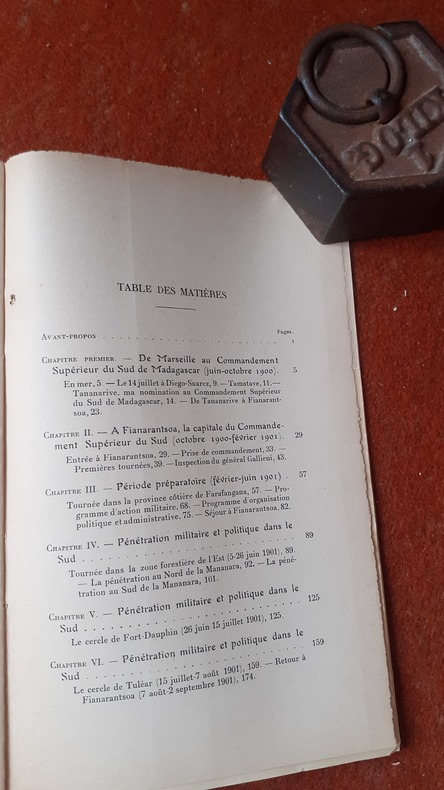 1
KILOG.
TABLE DES MATIÈRES
Pages.
AVANT-PROPOS . . . . . . . . . . . . . . . . . . . . 1
CHAPITRE PREMIER. — De Marseille au Commandement
Supérieur du Sud de Madagascar (juin-octobre 1900). 5
En mer, 5. — Le 14 juillet à Diego-Suarez, 9. — Tamatave, 11. —
Tananarive, ma nomination au Commandement Supérieur
du Sud de Madagascar, 14. — De Tananarive à Fianarant-
soa, 23.
CHAPITRE II. — A Fianarantsoa, la capitale du Commande-
ment Supérieur du Sud (octobre 1900-février 1901). 29
Entrée à Fianarantsoa, 29. — Prise de commandement, 33. —
Premières tournées, 39. — Inspection du général Gallieni, 43.
CHAPITRE III. — Période préparatoire (février-juin 1901) . 57
Tournée dans la province côtière de Farafangana, 57. — Pro-
gramme d'action militaire, 68. — Programme d'organisation
politique et administrative, 75. — Séjour à Fianarantsoa, 82.
CHAPITRE IV. — Pénétration militaire et politique dans le
Sud . . . . . . . . . . . . . . . . . . . . 89
Tournée dans la zone forestière de l'Est (5-26 juin 1901), 89.
— La pénétration au Nord de la Mananara, 92. — La péné-
tration au Sud de la Mananara, 101.
CHAPITRE V. — Pénétration militaire et politique dans le
Sud . . . . . . . . . . . . . . . . . . . . 125
Le cercle de Fort-Dauphin (26 juin-15 juillet 1901), 125.
CHAPITRE VI. — Pénétration militaire et politique dans le
Sud . . . . . . . . . . . . . . . . . . . . 159
Le cercle de Tuléar (15 juillet-7 août 1901), 159. — Retour à
Fianarantsoa (7 août-2 septembre 1901), 174.